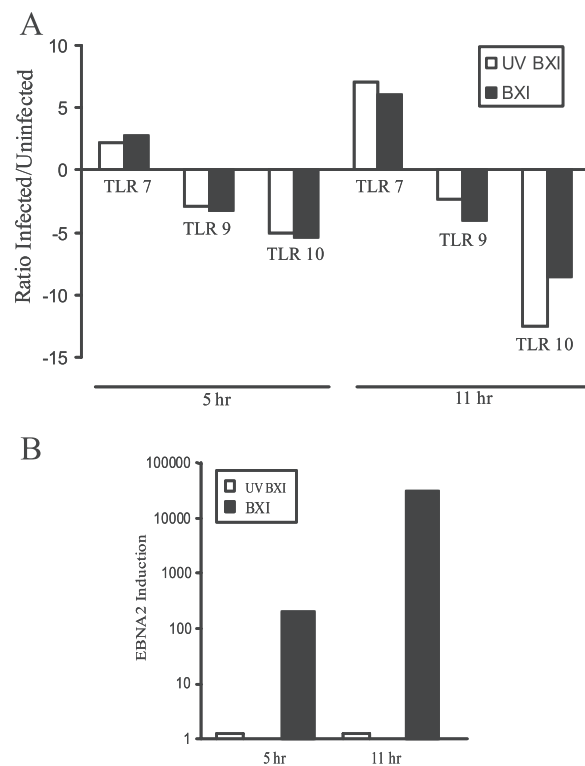 A
Ratio Infected/Uninfected
10
5
0
-5
-10
-15
UV BXI
BXI
TLR 7
TLR 9
TLR 10
TLR 7
TLR 9
TLR 10
5 hr
11 hr
B
EBNA2 Induction
100000
10000
1000
100
10
1
UV BXI
BXI
5 hr
11 hr